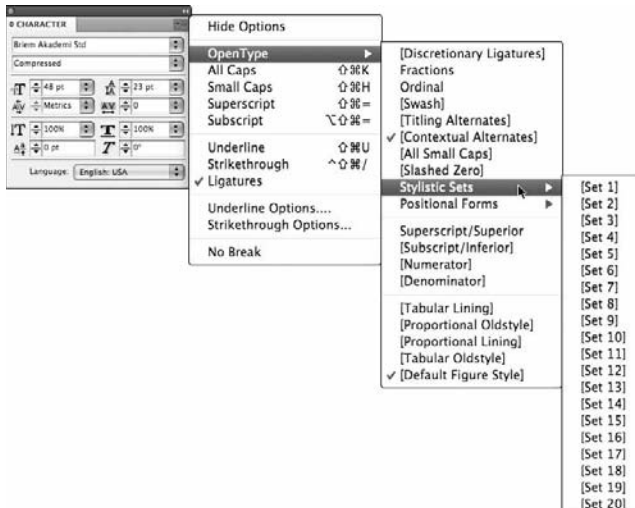 CHARACTER
Briem Akademi Std
Compressed
48 pt 23 pt
Metrics 0
100% 100%
0 pt 0°
Language: English: USA
Hide Options
OpenType
All Caps ⇧⌘K
Small Caps ⇧⌘H
Superscript ⇧⌘=
Subscript ⌥⇧⌘=
Underline ⇧⌘U
Strikethrough ^⇧⌘/
✓ Ligatures
Underline Options....
Strikethrough Options...
No Break
[Discretionary Ligatures]
Fractions
Ordinal
[Swash]
[Titling Alternates]
✓ [Contextual Alternates]
[All Small Caps]
[Slashed Zero]
Stylistic Sets
Positional Forms
Superscript/Superior
[Subscript/Inferior]
[Numerator]
[Denominator]
[Tabular Lining]
[Proportional Oldstyle]
[Proportional Lining]
[Tabular Oldstyle]
✓ [Default Figure Style]
[Set 1]
[Set 2]
[Set 3]
[Set 4]
[Set 5]
[Set 6]
[Set 7]
[Set 8]
[Set 9]
[Set 10]
[Set 11]
[Set 12]
[Set 13]
[Set 14]
[Set 15]
[Set 16]
[Set 17]
[Set 18]
[Set 19]
[Set 20]